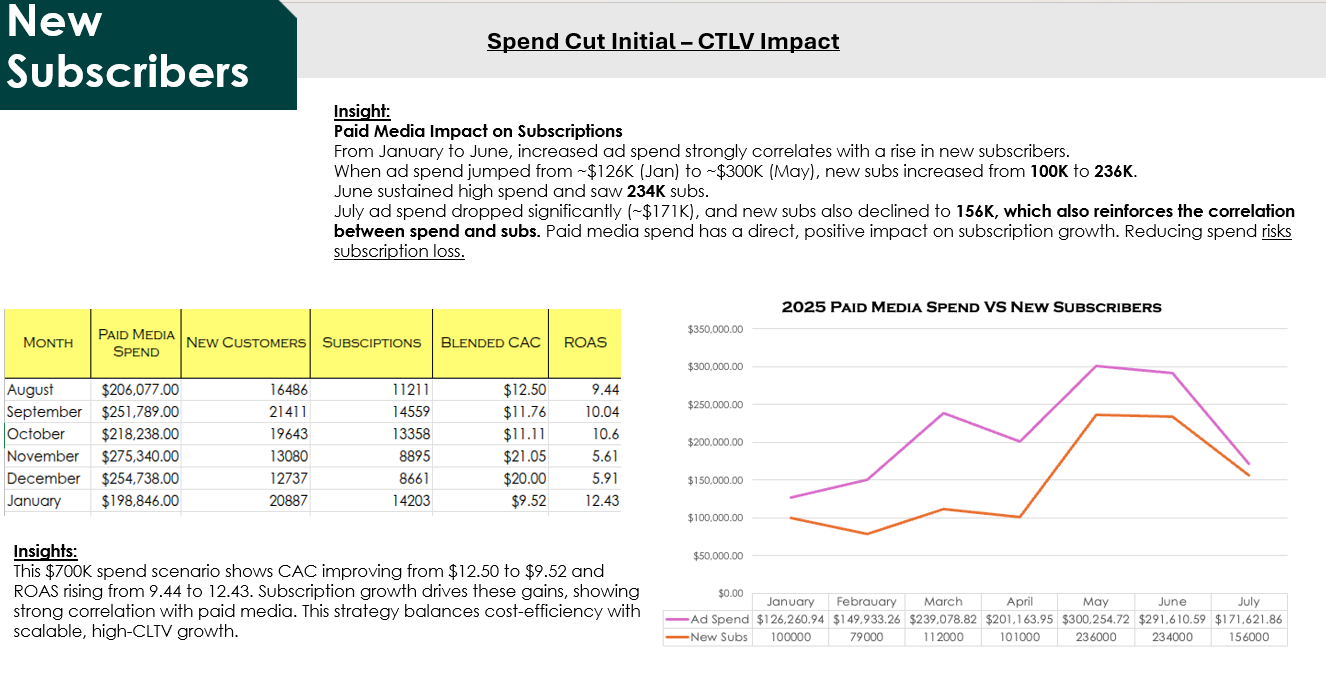 New
Subscribers
Spend Cut Initial – CTLV Impact
Insight:
Paid Media Impact on Subscriptions
From January to June, increased ad spend strongly correlates with a rise in new subscribers.
When ad spend jumped from ~$126K (Jan) to ~$300K (May), new subs increased from 100K to 236K.
June sustained high spend and saw 234K subs.
July ad spend dropped significantly (~$171K), and new subs also declined to 156K, which also reinforces the correlation
between spend and subs. Paid media spend has a direct, positive impact on subscription growth. Reducing spend risks
subscription loss.
Month Paid Media Spend New Customers Subsciptions Blended CAC ROAS
August $206,077.00 16486 11211 $12.50 9.44
September $251,789.00 21411 14559 $11.76 10.04
October $218,238.00 19643 13358 $11.11 10.6
November $275,340.00 13080 8895 $21.05 5.61
December $254,738.00 12737 8661 $20.00 5.91
January $198,846.00 20887 14203 $9.52 12.43
Insights:
This $700K spend scenario shows CAC improving from $12.50 to $9.52 and
ROAS rising from 9.44 to 12.43. Subscription growth drives these gains, showing
strong correlation with paid media. This strategy balances cost-efficiency with
scalable, high-CLTV growth.
2025 Paid Media Spend VS New Subscribers
$350,000.00
$300,000.00
$250,000.00
$200,000.00
$150,000.00
$100,000.00
$50,000.00
$0.00
January Febrauary March April May June July
Ad Spend $126,260.94 $149,933.26 $239,078.82 $201,163.95 $300,254.72 $291,610.59 $171,621.86
New Subs 100000 79000 112000 101000 236000 234000 156000